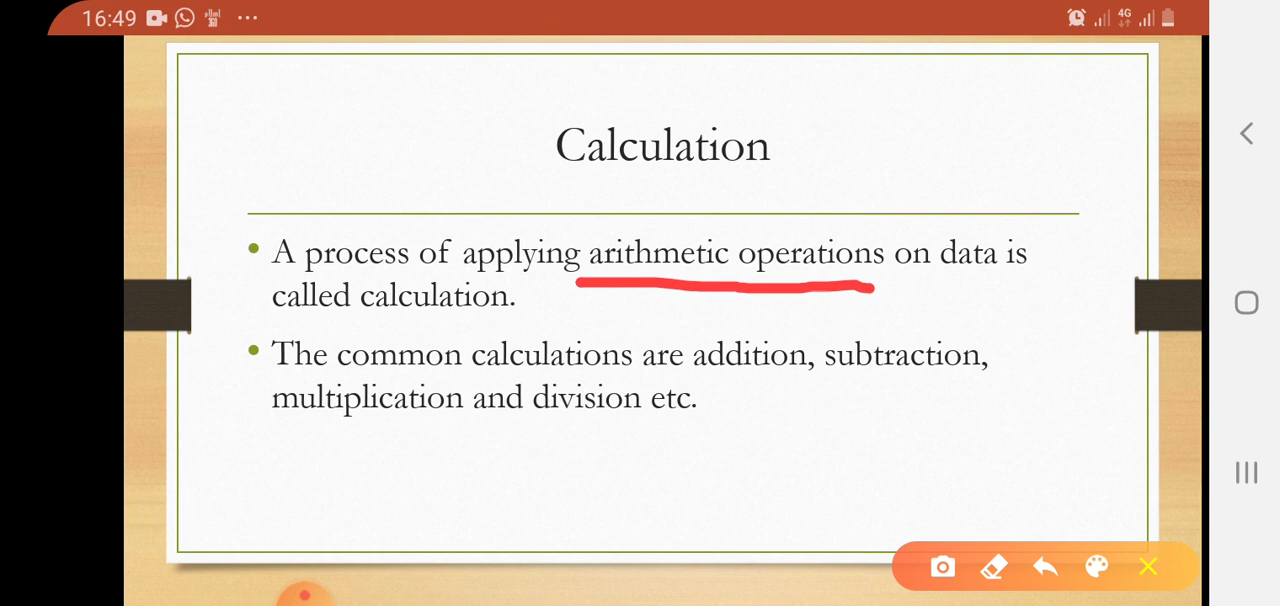 16:49
4G
Calculation
• A process of applying arithmetic operations on data is
called calculation.
• The common calculations are addition, subtraction,
multiplication and division etc.